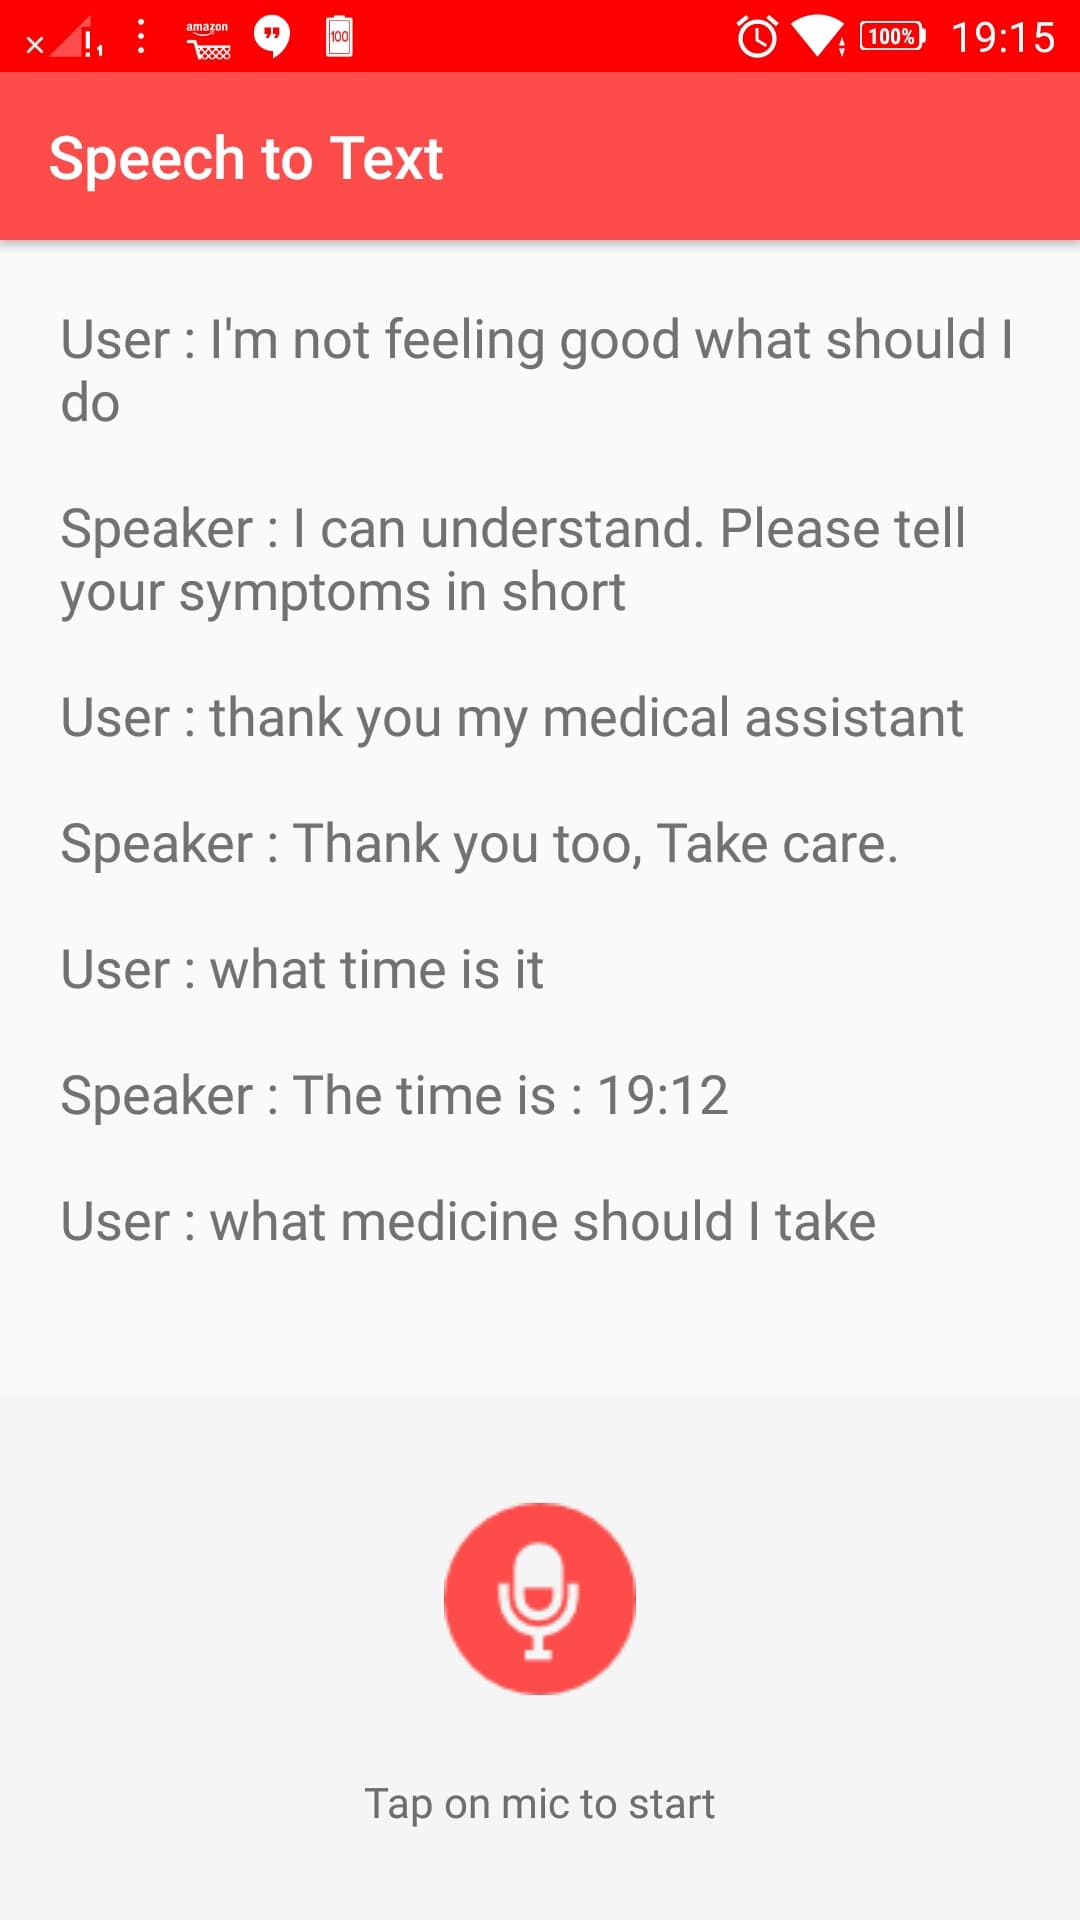 amazon
100
100%
19:15
Speech to Text
User : I'm not feeling good what should I
do
Speaker : I can understand. Please tell
your symptoms in short
User : thank you my medical assistant
Speaker : Thank you too, Take care.
User : what time is it
Speaker : The time is : 19:12
User : what medicine should I take
Tap on mic to start